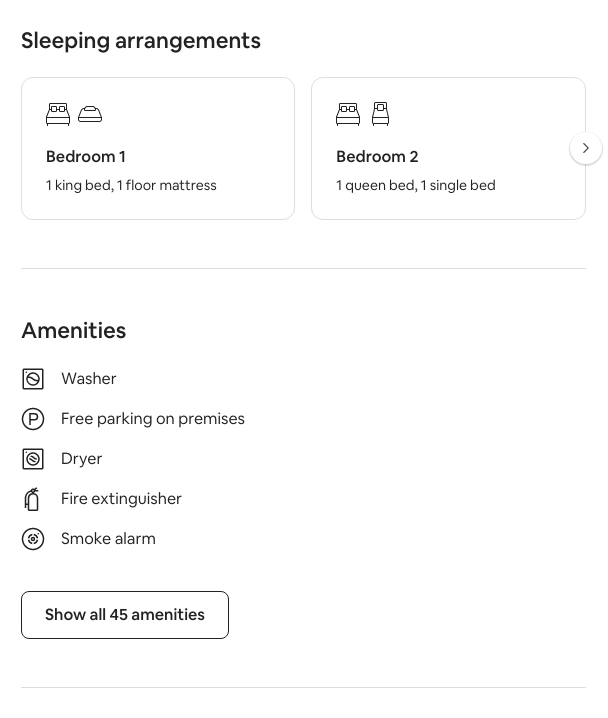 Sleeping arrangements
Bedroom 1
1 king bed, 1 floor mattress
Bedroom 2
1 queen bed, 1 single bed
Amenities
Washer
Free parking on premises
Dryer
Fire extinguisher
Smoke alarm
Show all 45 amenities